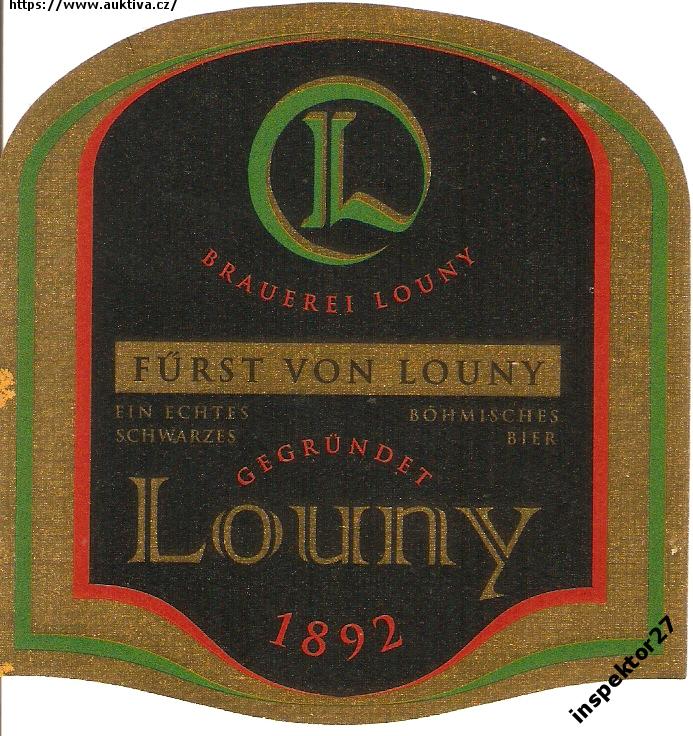 https://www.auktiva.cz/
L
BRAUEREI LOUNY
FŰRST VON LOUNY
EIN ECHTES
SCHWARZES
BÖHMISCHES
BIER
GEGRÜNDET
Louny
1892
inspektor27